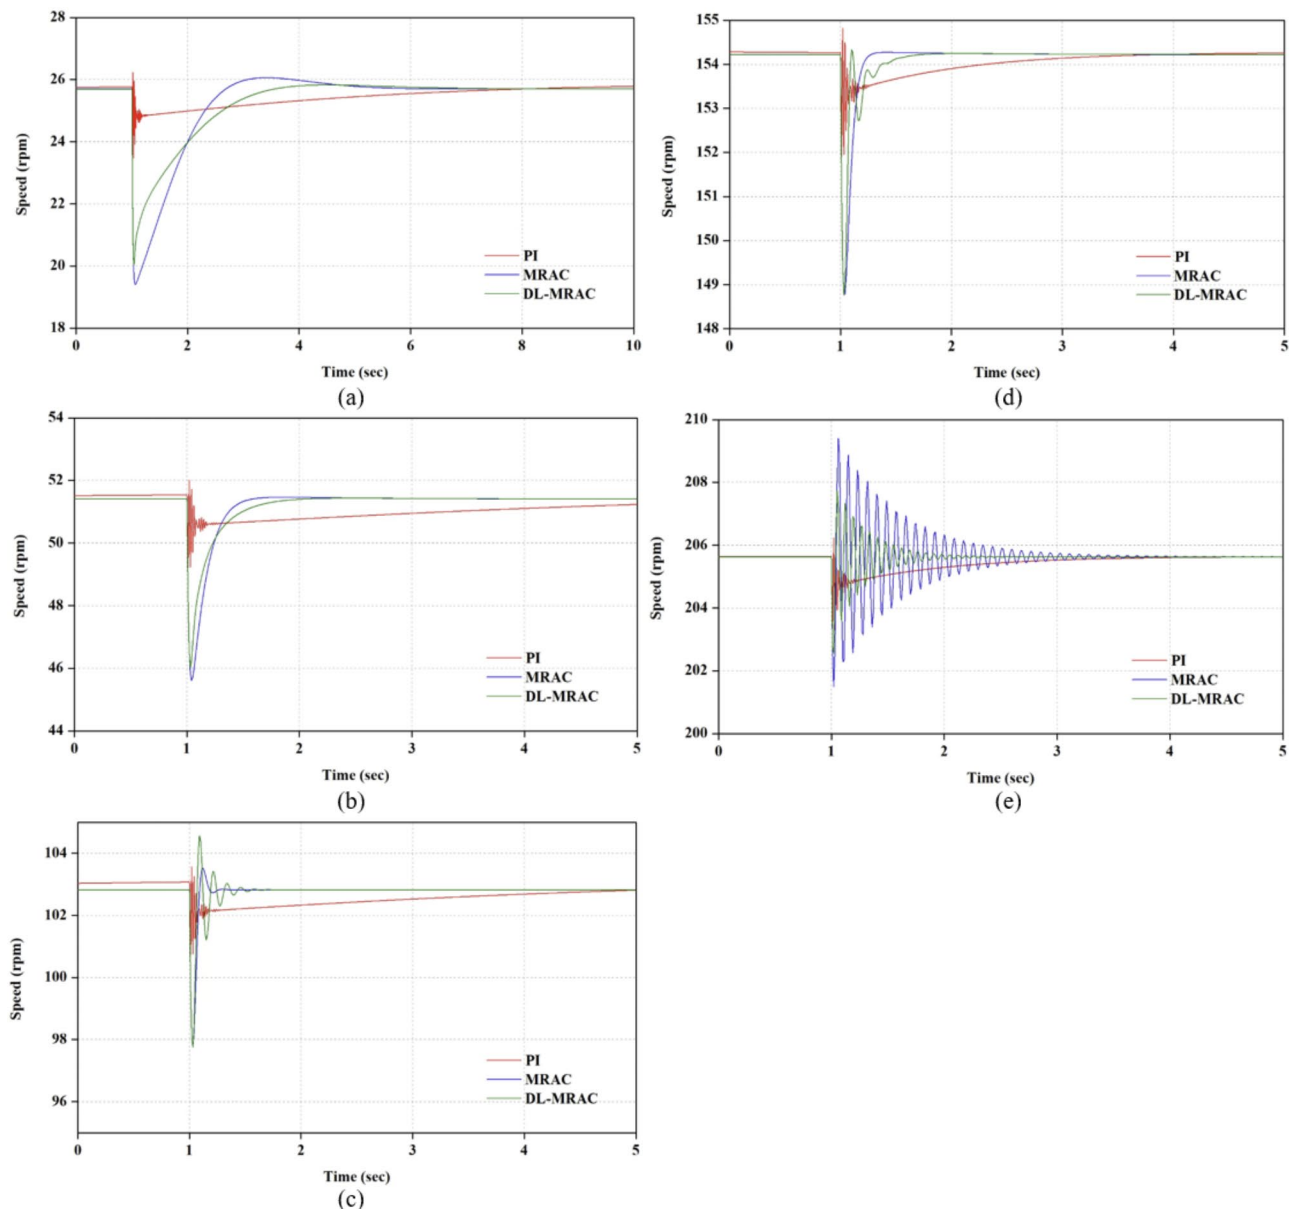 28
26
24
22
20
18
Speed (rpm)
PI
MRAC
DL-MRAC
0 2 4 6 8 10
Time (sec)
(a)
155
154
153
152
151
150
149
148
Speed (rpm)
PI
MRAC
DL-MRAC
0 1 2 3 4 5
Time (sec)
(d)
54
52
50
48
46
44
Speed (rpm)
PI
MRAC
DL-MRAC
0 1 2 3 4 5
Time (sec)
(b)
210
208
206
204
202
200
Speed (rpm)
PI
MRAC
DL-MRAC
0 1 2 3 4 5
Time (sec)
(e)
104
102
100
98
96
Speed (rpm)
PI
MRAC
DL-MRAC
0 1 2 3 4 5
Time (sec)
(c)